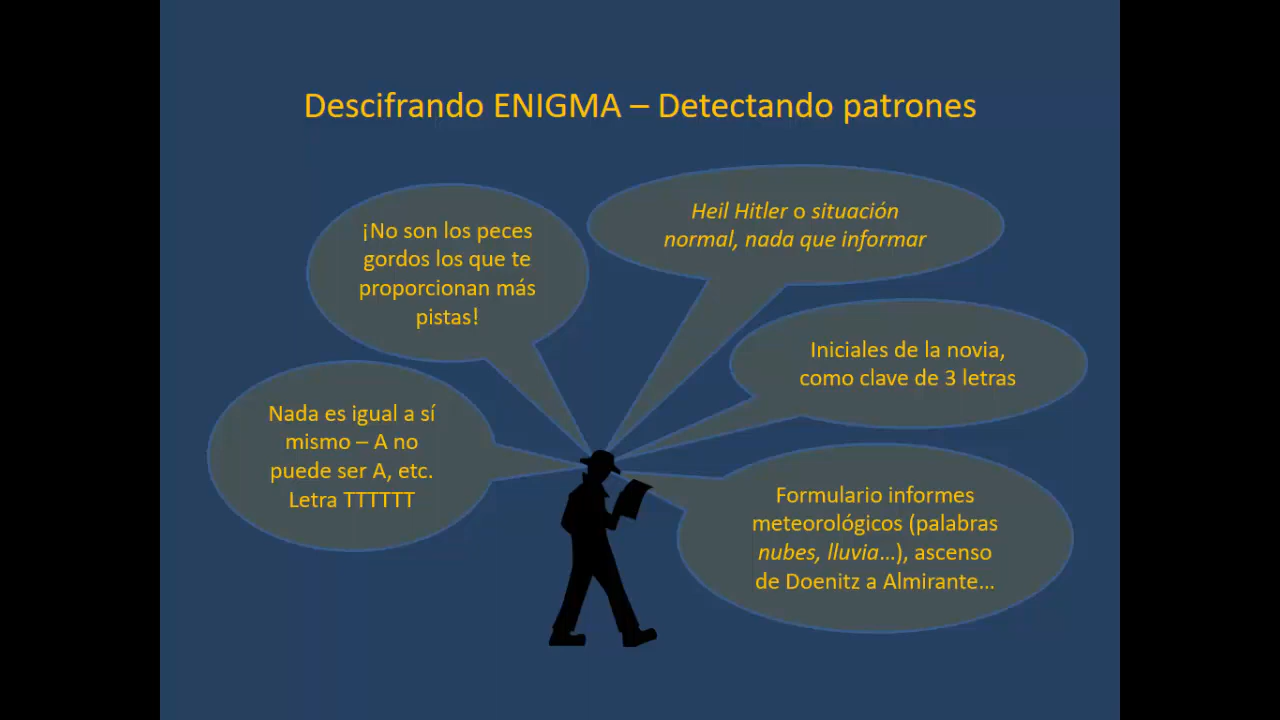 Descifrando ENIGMA – Detectando patrones
¡No son los peces
gordos los que te
proporcionan más
pistas!
Heil Hitler o situación
normal, nada que informar
Iniciales de la novia,
como clave de 3 letras
Nada es igual a sí
mismo – A no
puede ser A, etc.
Letra TTTTTT
Formulario informes
meteorológicos (palabras
nubes, lluvia…), ascenso
de Doenitz a Almirante…